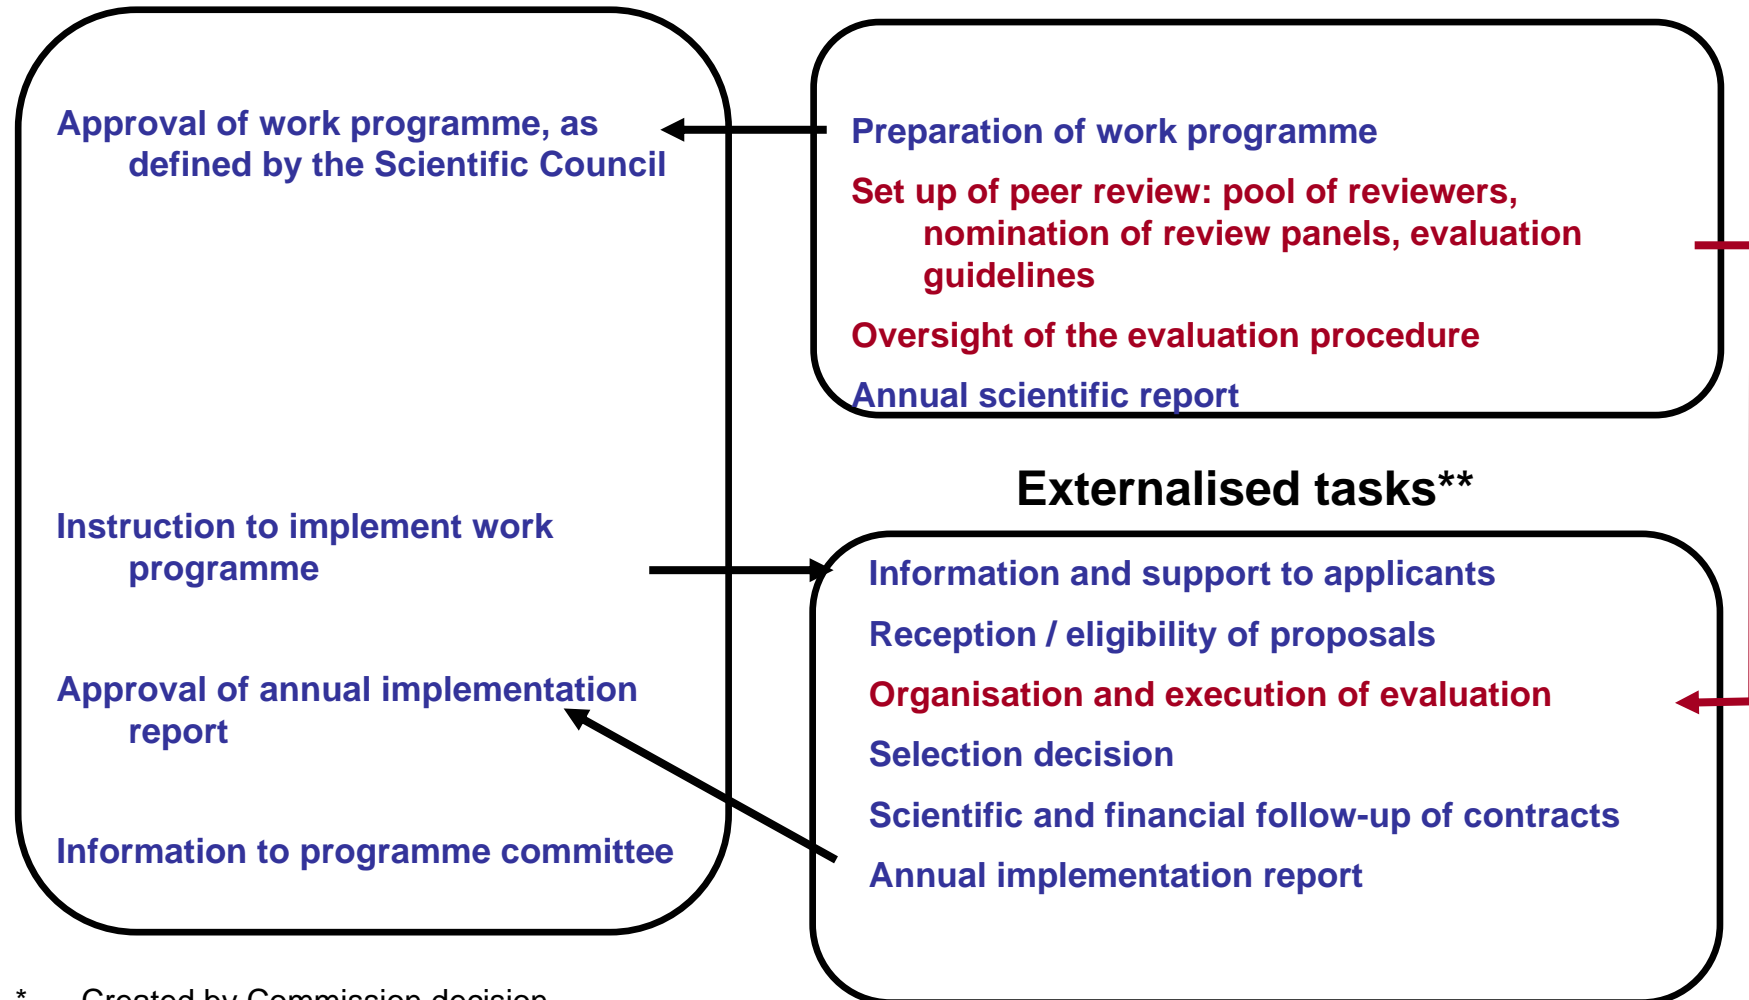 Approval of work programme, as
defined by the Scientific Council
Instruction to implement work
programme
Approval of annual implementation
report
Information to programme committee
Preparation of work programme
Set up of peer review: pool of reviewers,
nomination of review panels, evaluation
guidelines
Oversight of the evaluation procedure
Annual scientific report
Externalised tasks**
Information and support to applicants
Reception / eligibility of proposals
Organisation and execution of evaluation
Selection decision
Scientific and financial follow-up of contracts
Annual implementation report
* Created by Commission decision